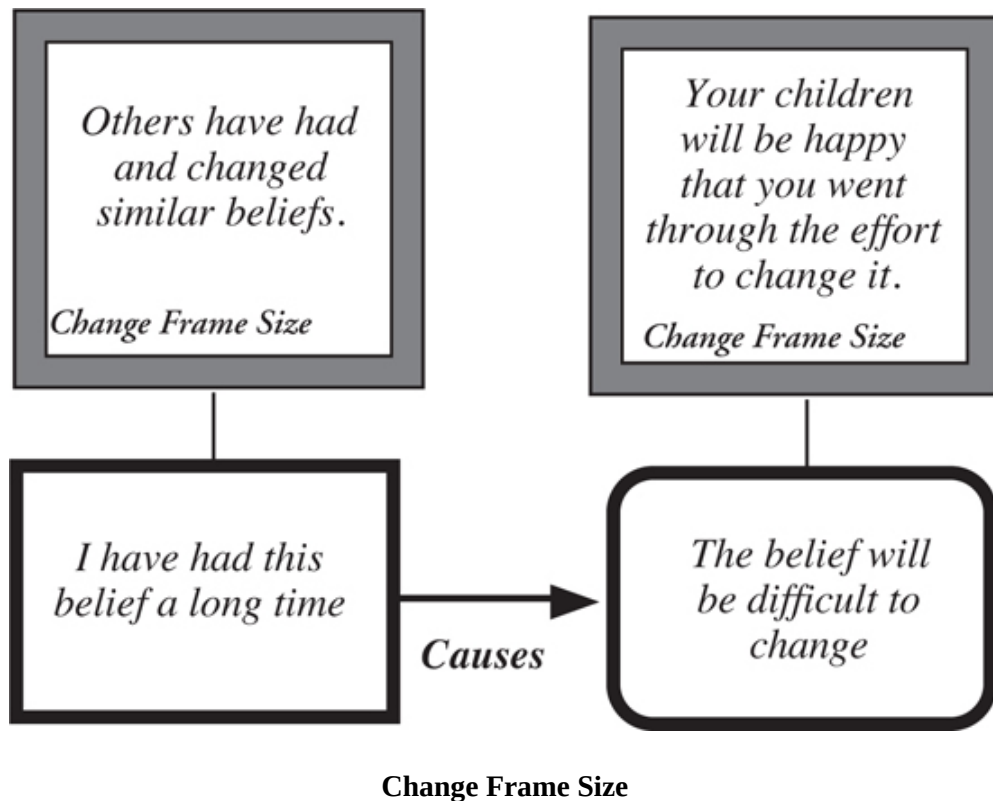 Others have had
and changed
similar beliefs.
Change Frame Size
Your children
will be happy
that you went
through the effort
to change it.
Change Frame Size
I have had this
belief a long time
Causes
The belief will
be difficult to
change
Change Frame Size